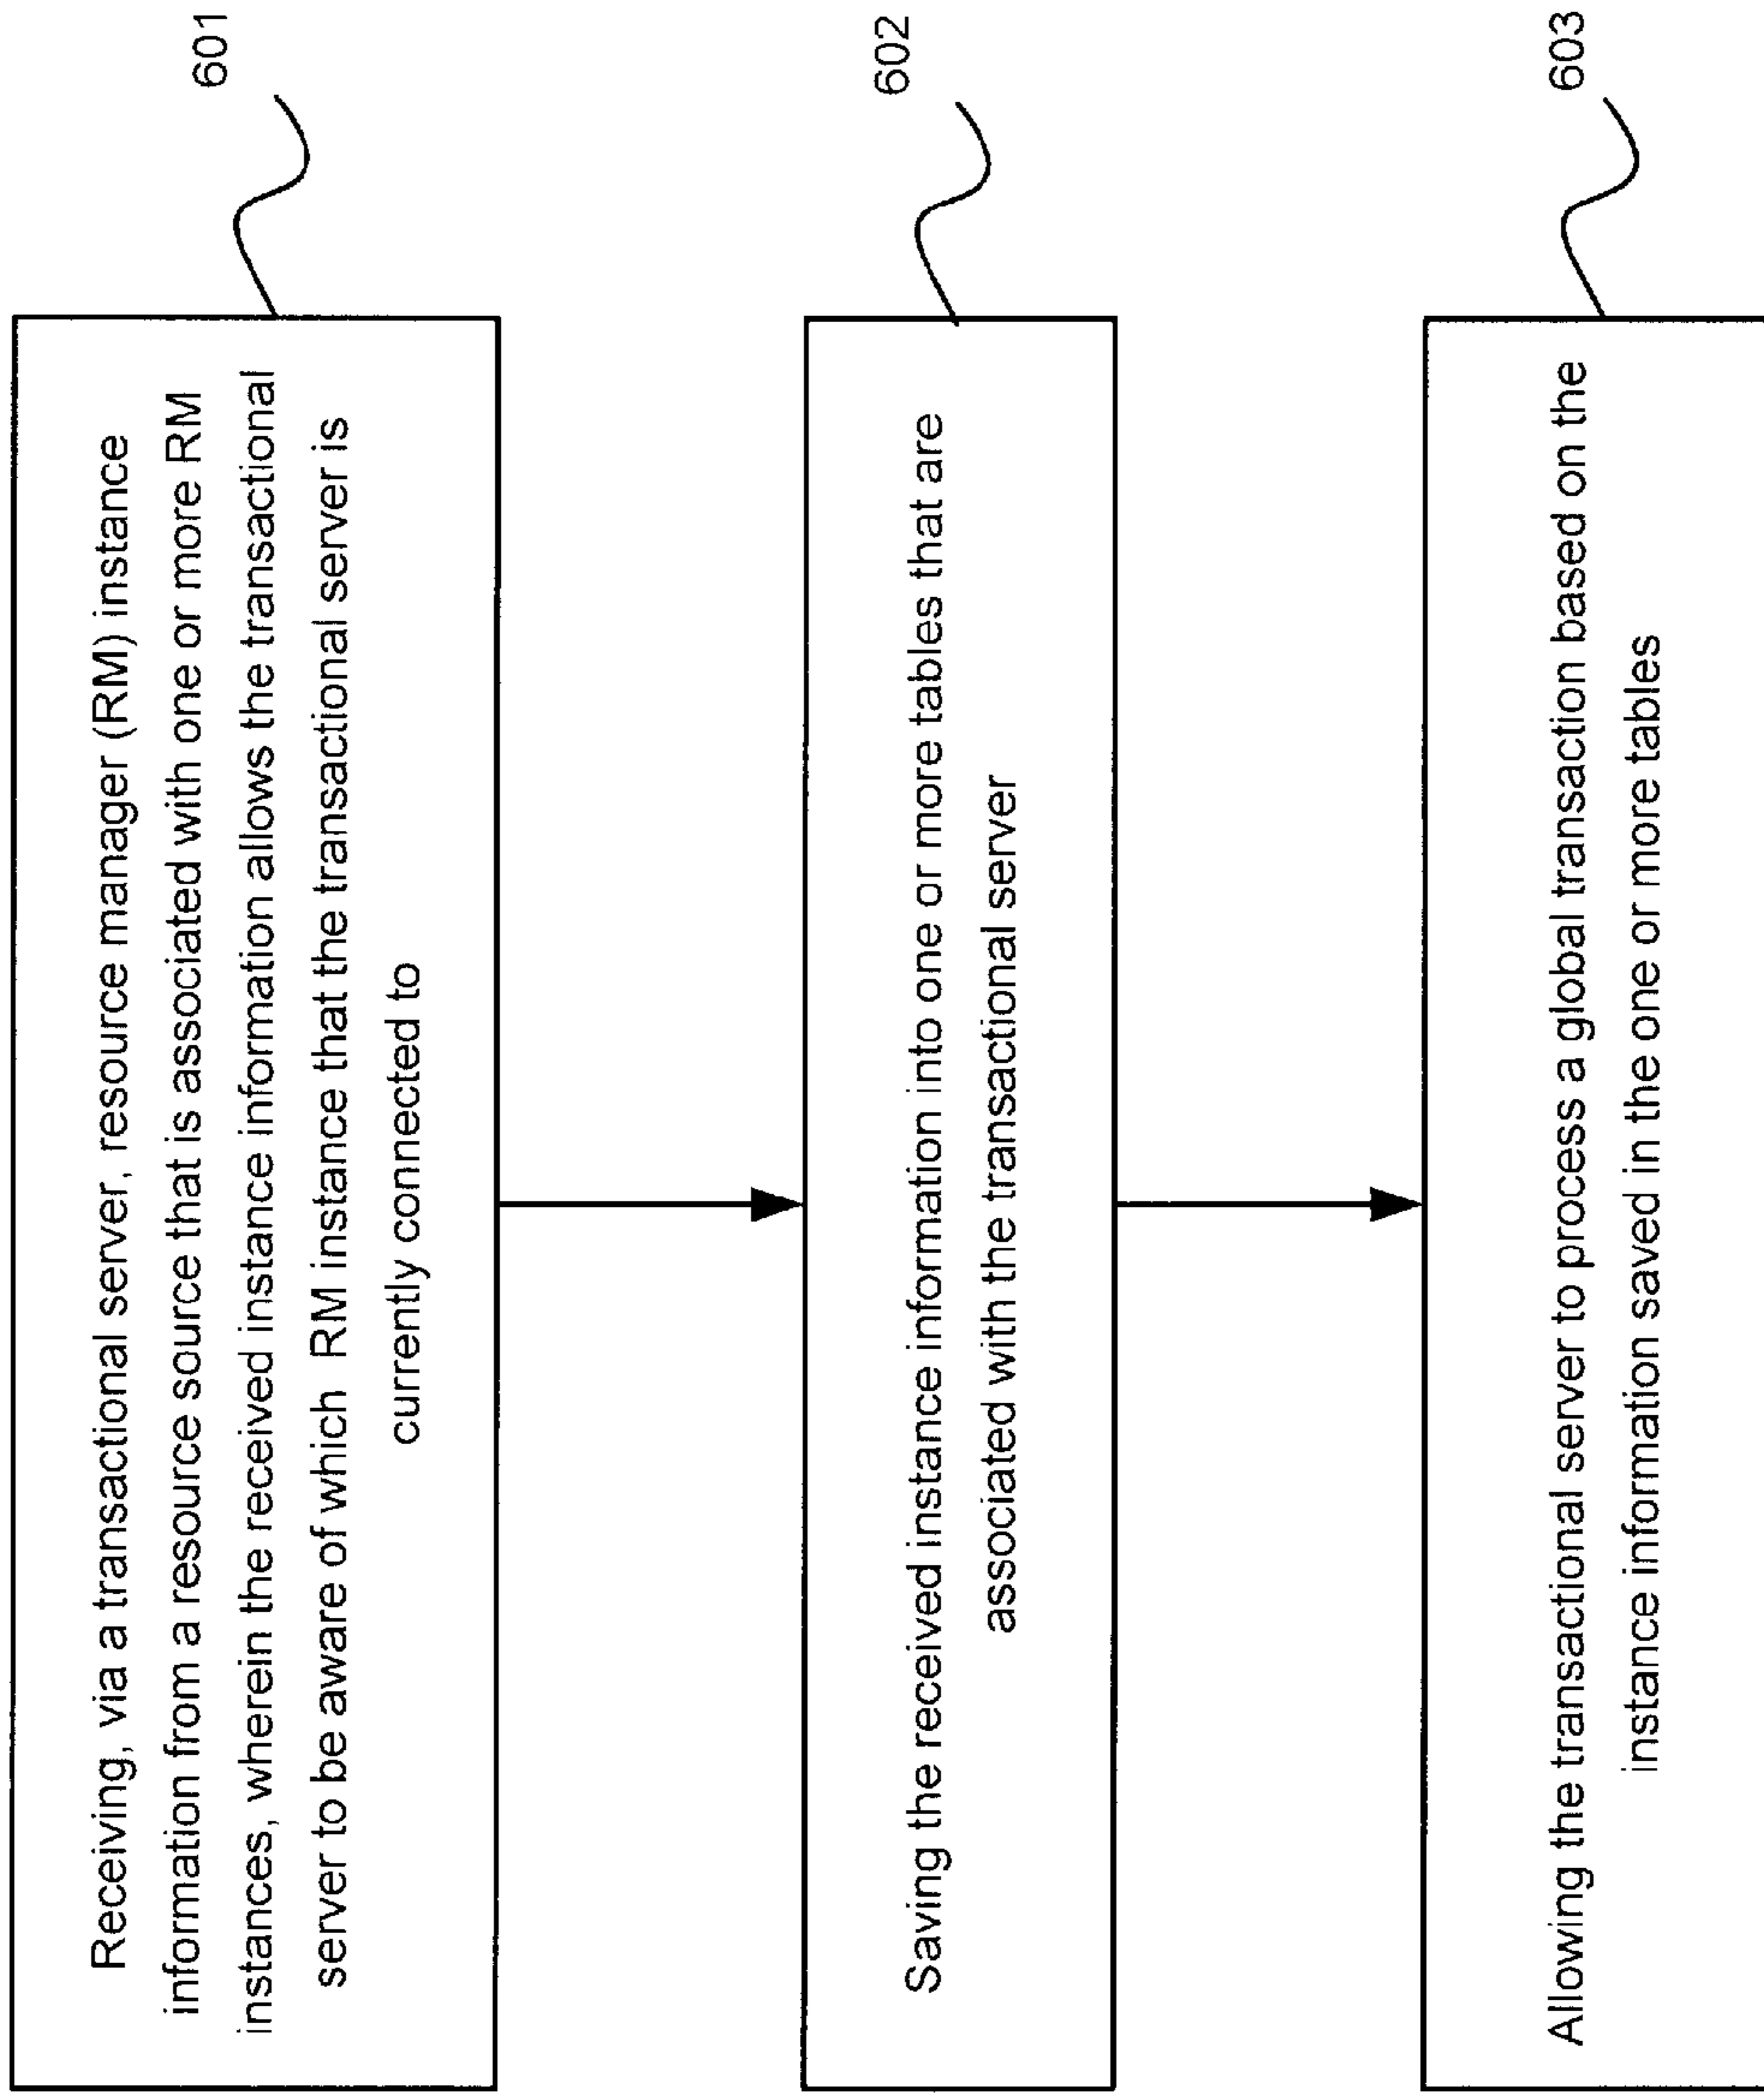 Receiving, via a transactional server, resource manager (RM) instance
information from a resource source that is associated with one or more RM
instances, wherein the received instance information allows the transactional
server to be aware of which RM instance that the transactional server is
currently connected to
601
Saving the received instance information into one or more tables that are
associated with the transactional server
602
Allowing the transactional server to process a global transaction based on the
instance information saved in the one or more tables
603